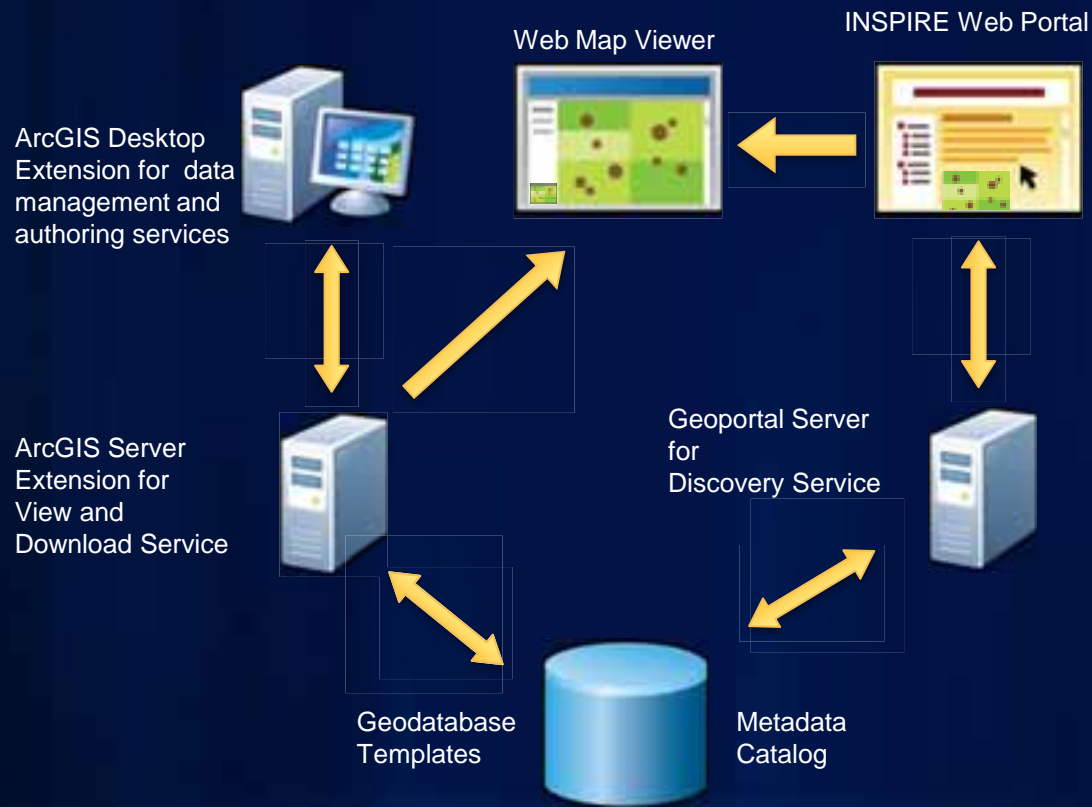 INSPIRE Web Portal
Web Map Viewer
ArcGIS Desktop
Extension for data
management and
authoring services
ArcGIS Server
Extension for
View and
Download Service
Geoportal Server
for
Discovery Service
Geodatabase
Templates
Metadata
Catalog